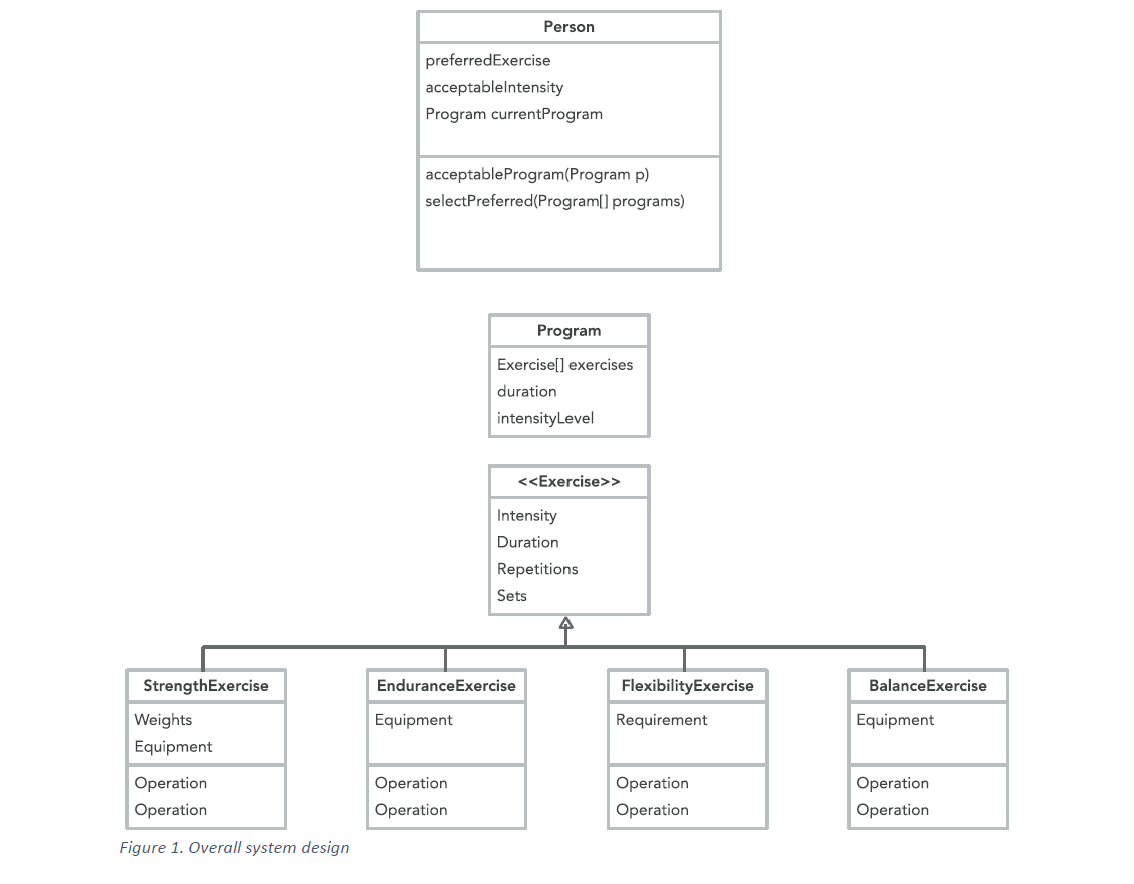 Person
preferredExercise
acceptableIntensity
Program currentProgram
acceptableProgram(Program p)
selectPreferred(Program[] programs)
Program
Exercise[] exercises
duration
intensityLevel
<<Exercise>>
Intensity
Duration
Repetitions
Sets
StrengthExercise
Weights
Equipment
Operation
Operation
EnduranceExercise
Equipment
Operation
Operation
FlexibilityExercise
Requirement
Operation
Operation
BalanceExercise
Equipment
Operation
Operation
Figure 1. Overall system design